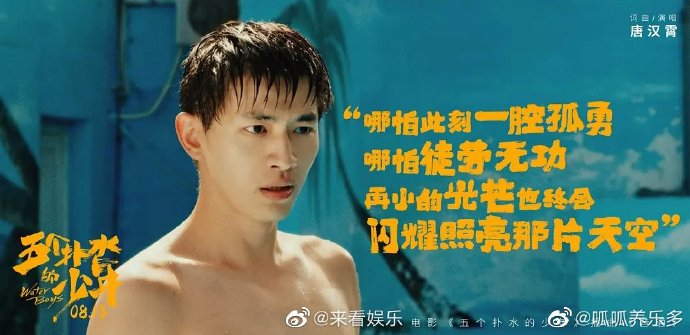 词曲/演唱
唐汉霄
“哪怕此刻一腔孤勇
哪怕徒劳无功
再小的光芒也终会
闪耀照亮那片天空”
五个扑水
的少年
Water Boys
@来看娱乐
@呱呱养乐多
电影《五个扑水的少